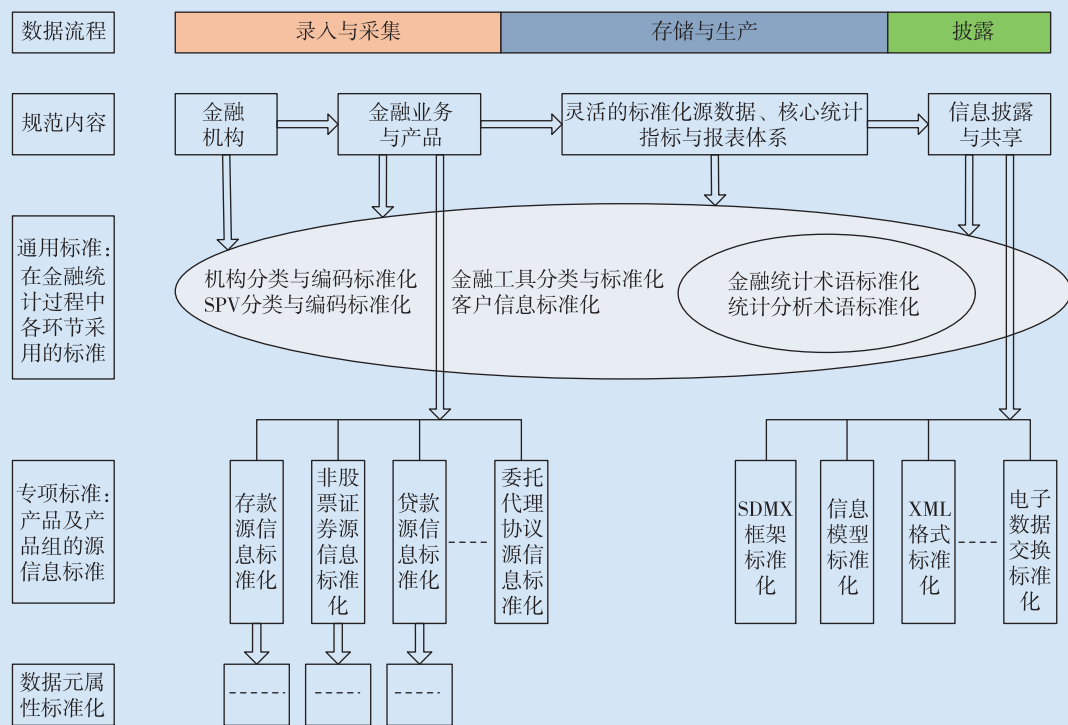 数据流程
录入与采集
存储与生产
披露
规范内容
金融
机构
金融业务
与产品
灵活的标准化源数据、核心统计
指标与报表体系
信息披露
与共享
通用标准：
在金融统
计过程中
各环节采
用的标准
机构分类与编码标准化
SPV分类与编码标准化
金融工具分类与标准化
客户信息标准化
金融统计术语标准化
统计分析术语标准化
专项标准：
产品及产
品组的源
信息标准
存款
源信
息标
准化
非股
票证
券源
信息
标准
化
贷款
源信
息标
准化
委托
代理
协议
源信
息标
准化
SDMX
框架
标准
化
信息
模型
标准
化
XML
格式
标准
化
电子
数据
交换
标准
化
数据元属
性标准化